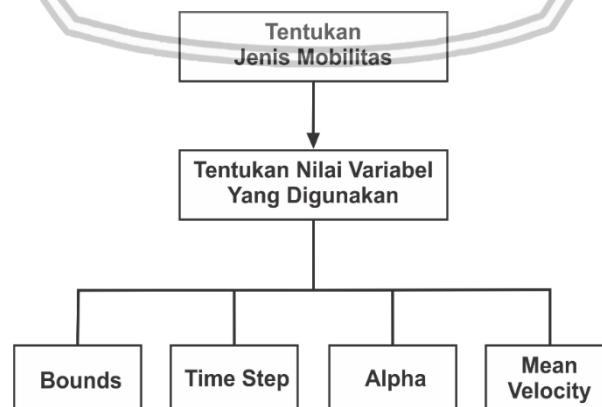 Tentukan
Jenis Mobilitas
Tentukan Nilai Variabel
Yang Digunakan
Bounds
Time Step
Alpha
Mean
Velocity